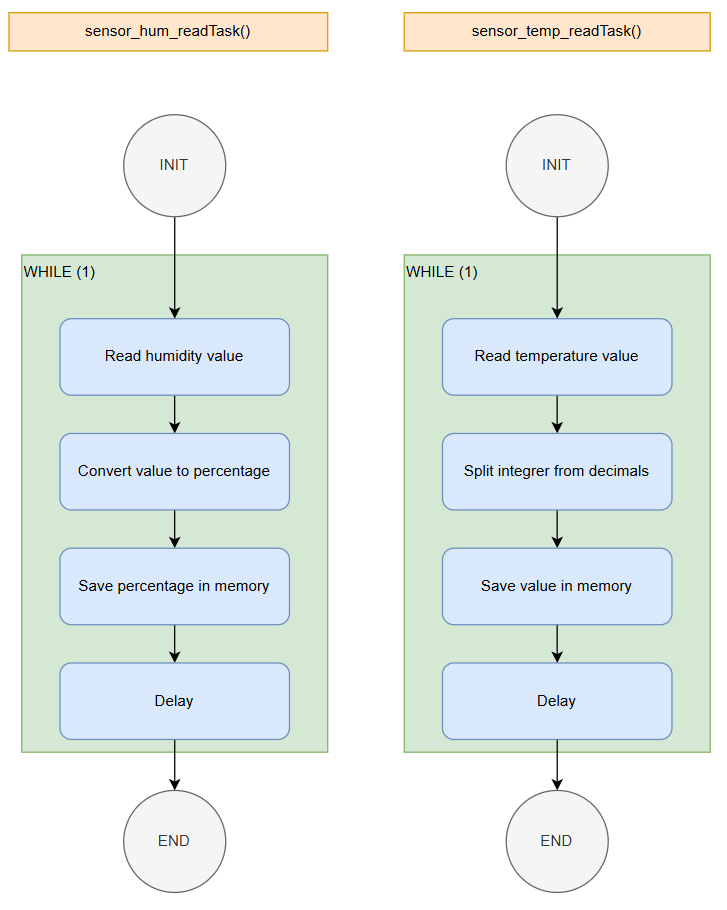 sensor_hum_readTask()
INIT
WHILE (1)
Read humidity value
Convert value to percentage
Save percentage in memory
Delay
END
sensor_temp_readTask()
INIT
WHILE (1)
Read temperature value
Split integrer from decimals
Save value in memory
Delay
END